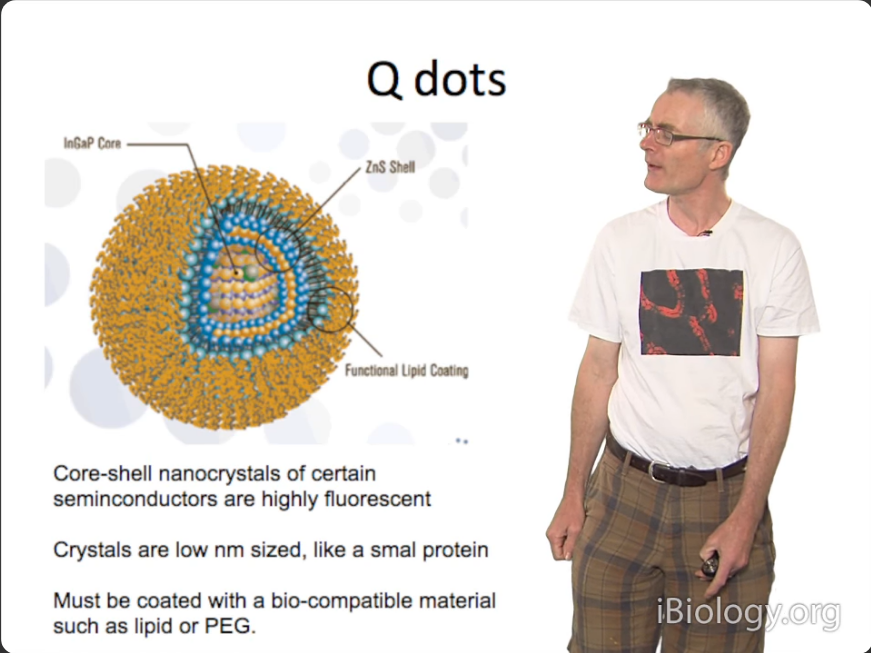 Q dots
InGaP Core
ZnS Shell
Functional Lipid Coating
Core-shell nanocrystals of certain
seminconductors are highly fluorescent
Crystals are low nm sized, like a smal protein
Must be coated with a bio-compatible material
such as lipid or PEG.
iBiology.org